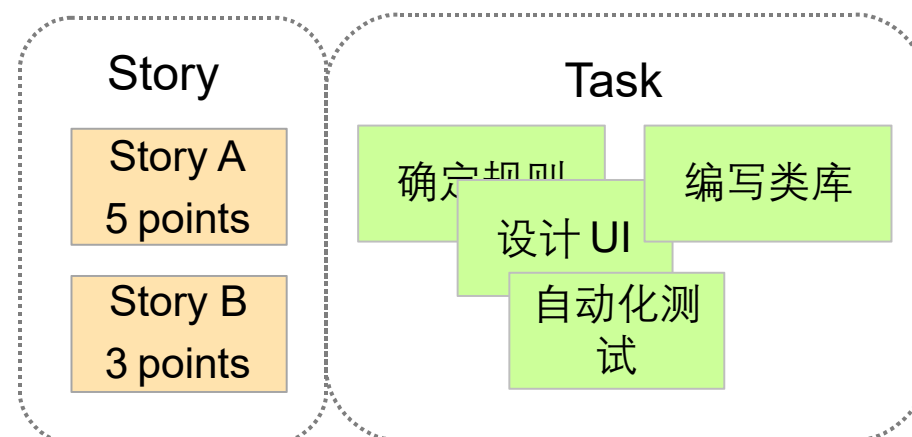 Story
Story A
5 points
Story B
3 points
Task
确定规则
编写类库
设计 UI
自动化测
试